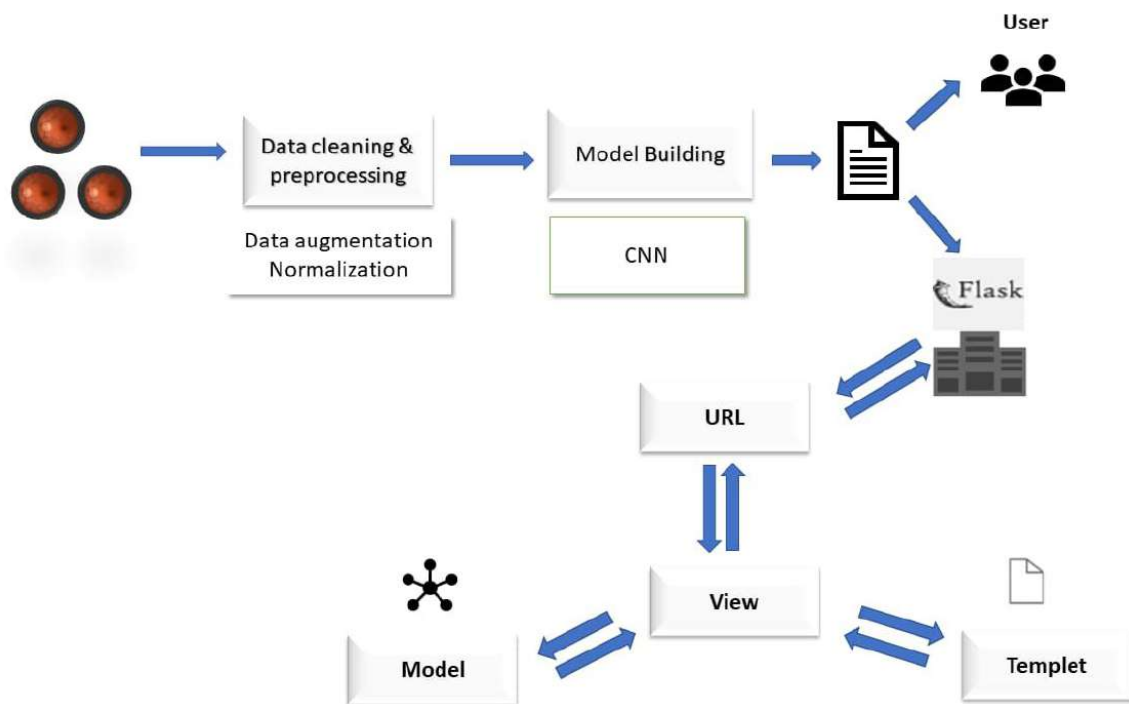 User
Data cleaning &
preprocessing
Model Building
Data augmentation
Normalization
CNN
Flask
URL
View
Model
Templet